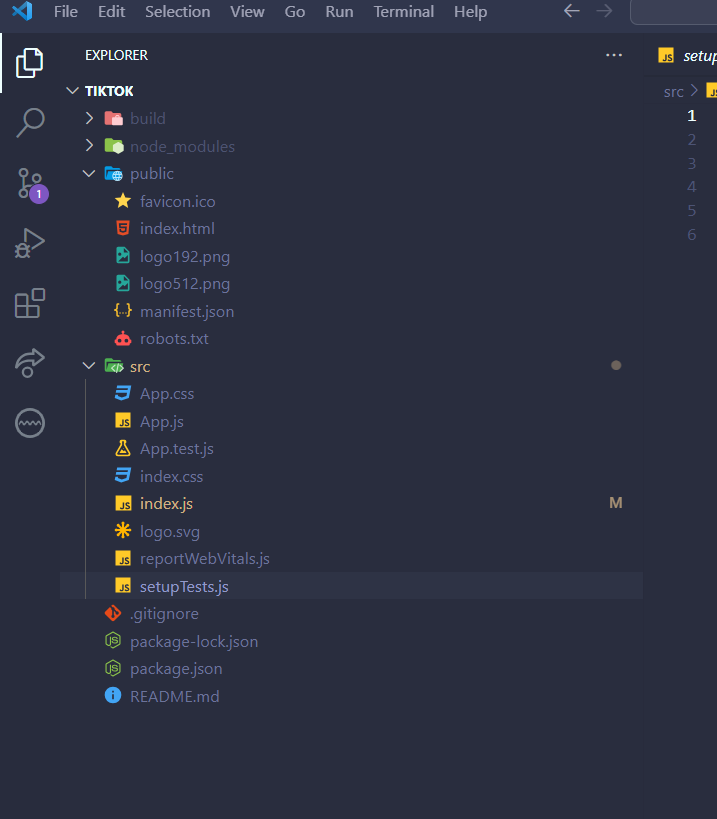 File Edit Selection View Go Run Terminal Help
EXPLORER
TIKTOK
build
node_modules
public
favicon.ico
index.html
logo192.png
logo512.png
manifest.json
robots.txt
src
App.css
App.js
App.test.js
index.css
index.js M
logo.svg
reportWebVitals.js
setupTests.js
.gitignore
package-lock.json
package.json
README.md
1
JS setup
src > JS
1
2
3
4
5
6